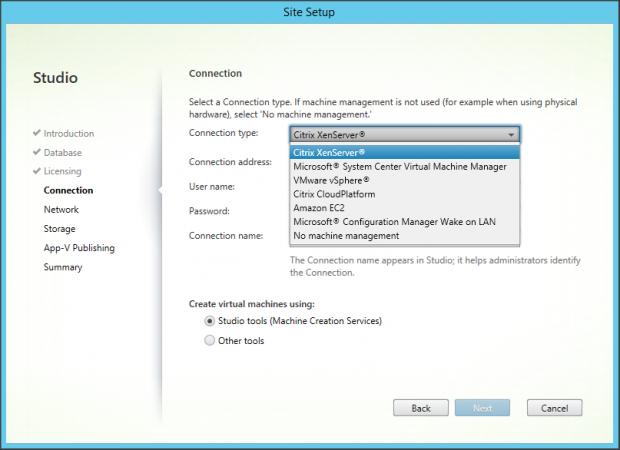 Site Setup
Studio
Introduction
Database
Licensing
Connection
Network
Storage
App-V Publishing
Summary
Connection
Select a Connection type. If machine management is not used (for example when using physical
hardware), select 'No machine management.'
Connection type:
Citrix XenServer®
Citrix XenServer®
Microsoft® System Center Virtual Machine Manager
VMware vSphere®
Citrix CloudPlatform
Amazon EC2
Microsoft® Configuration Manager Wake on LAN
No machine management
Connection address:
User name:
Password:
Connection name:
The Connection name appears in Studio; it helps administrators identify
the Connection.
Create virtual machines using:
Studio tools (Machine Creation Services)
Other tools
Back
Next
Cancel